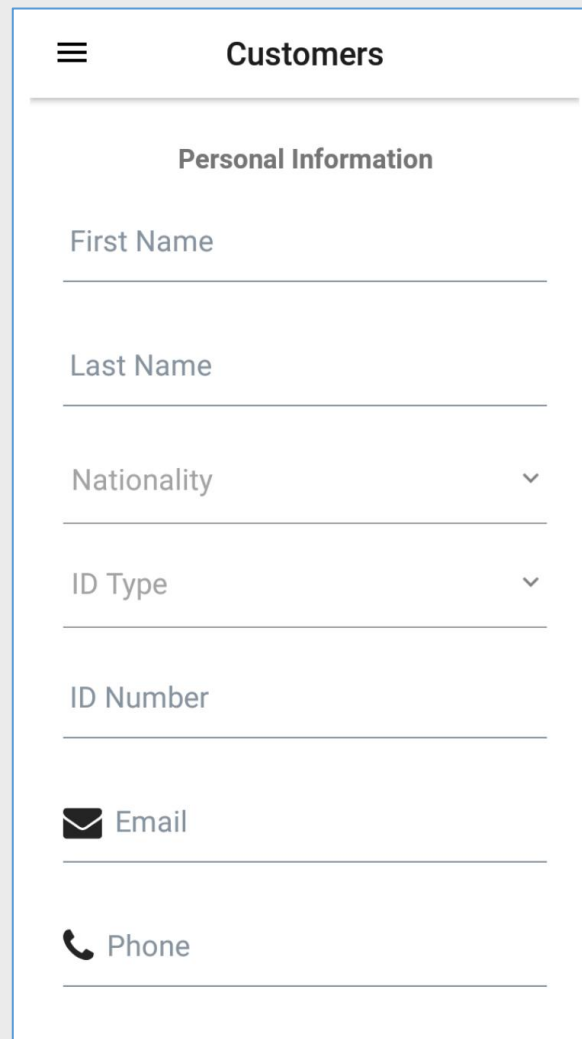 Customers
Personal Information
First Name
Last Name
Nationality
ID Type
ID Number
Email
Phone